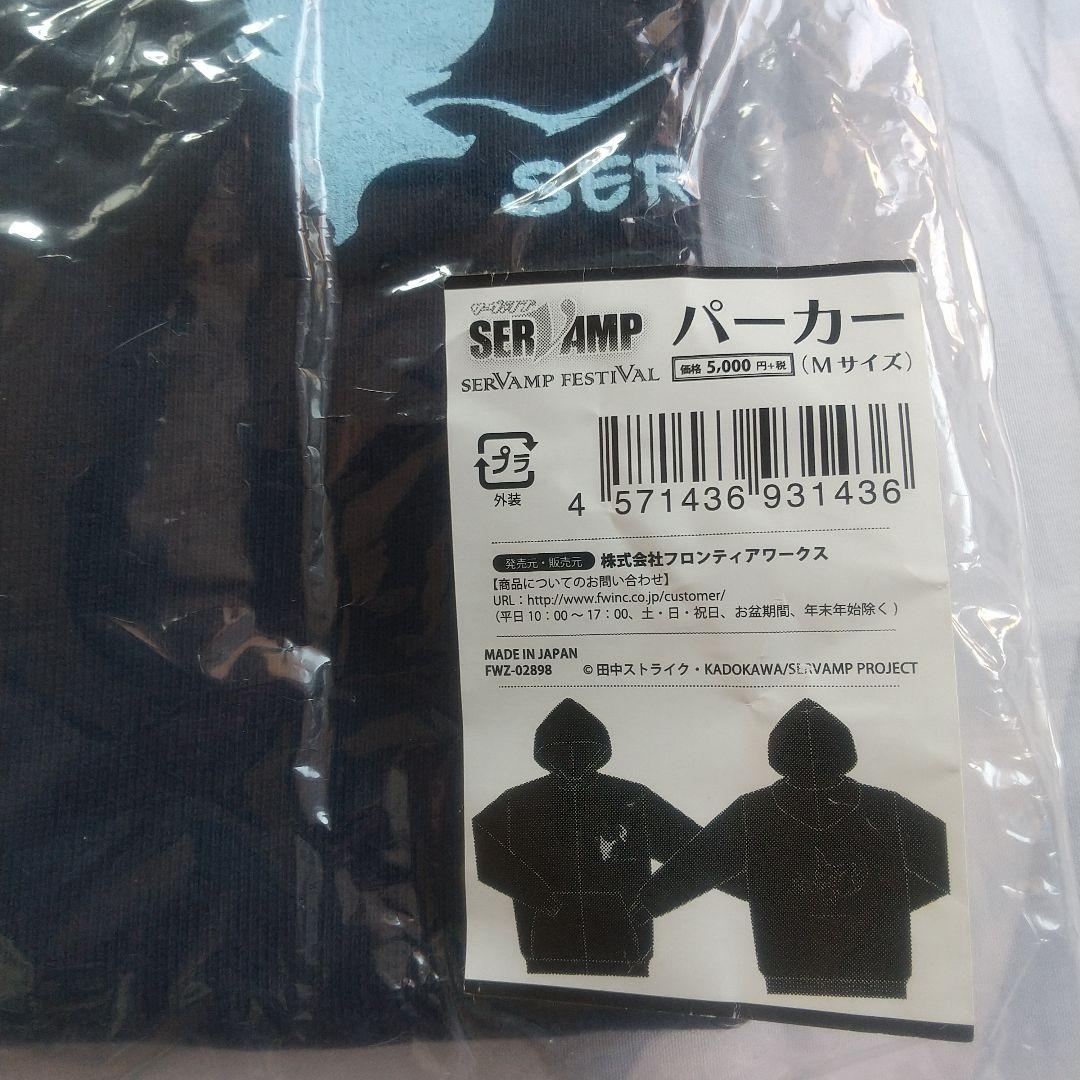 SER
サーヴァンプ
SERVAMP
SERVAMP FESTIVAL
パーカー
価格 5,000 円+税
(Mサイズ)
プラ
外装
4 571436 931436
発売元・販売元 株式会社フロンティアワークス
【商品についてのお問い合わせ】
URL：http://www.fwinc.co.jp/customer/
(平日10：00～17：00、土・日・祝日、お盆期間、年末年始除く)
MADE IN JAPAN
FWZ-02898 © 田中ストライク・KADOKAWA/SERVAMP PROJECT